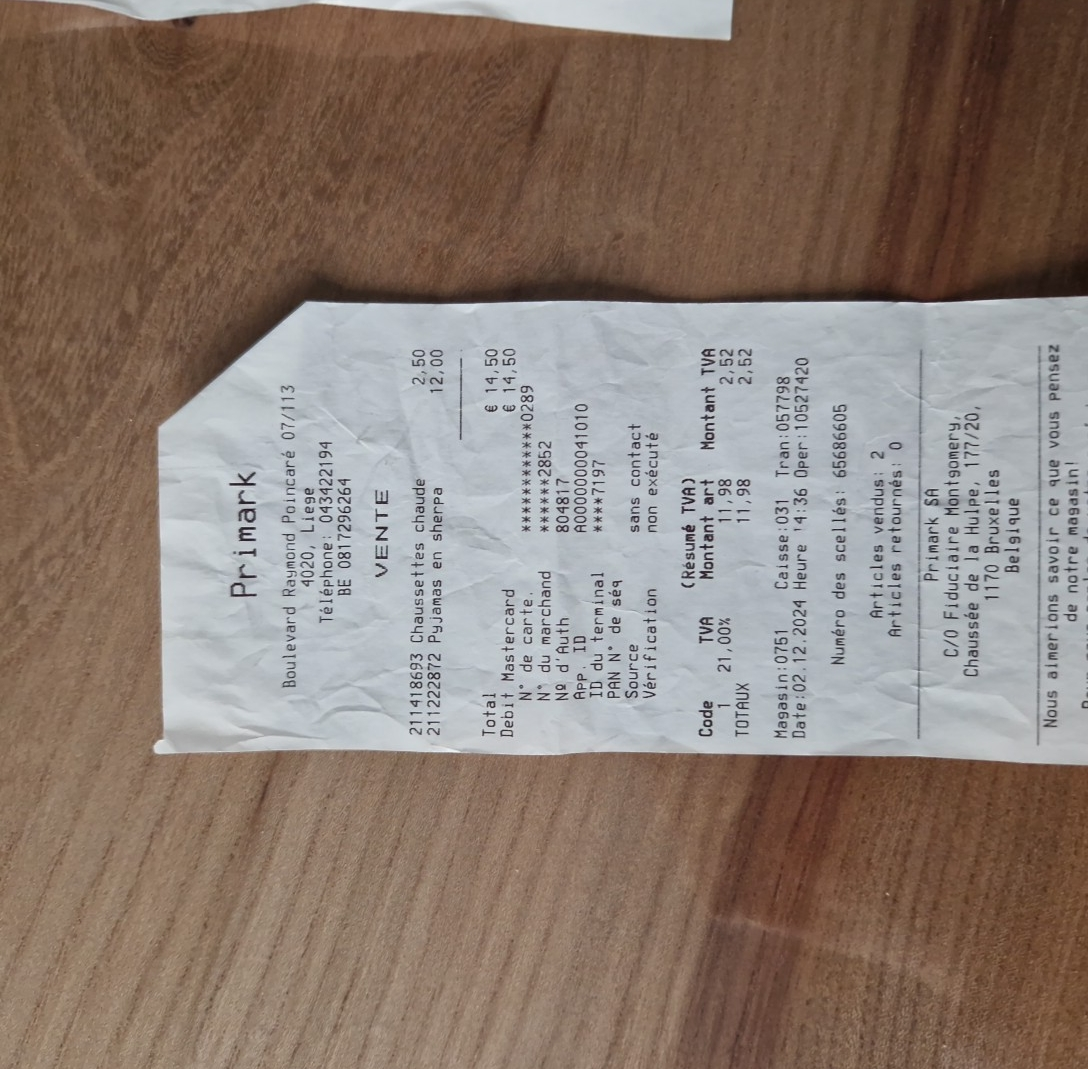 Primark
Boulevard Raymond Poincaré 07/113
4020, Liege
Téléphone: 043422194
BE 0817296264
VENTE
211418693 Chaussettes chaude 2,50
211222872 Pyjamas en sherpa 12,00
Total € 14,50
Debit Mastercard € 14,50
N° de carte. ************0289
N° du marchand ******2852
Nº d'Auth 804817
App. ID A0000000041010
ID du terminal ****7197
PAN N° de séq
Source sans contact
Vérification non exécuté
(Résumé TVA)
Code TVA Montant art Montant TVA
1 21,00% 11,98 2,52
TOTAUX 11,98 2,52
Magasin:0751 Caisse:031 Tran:057798
Date:02.12.2024 Heure 14:36 Oper:10527420
Numéro des scellés: 65686605
Articles vendus: 2
Articles retournés: 0
Primark SA
C/O Fiduciaire Montgomery,
Chaussée de la Hulpe, 177/20,
1170 Bruxelles
Belgique
Nous aimerions savoir ce que vous pensez
de notre magasin!